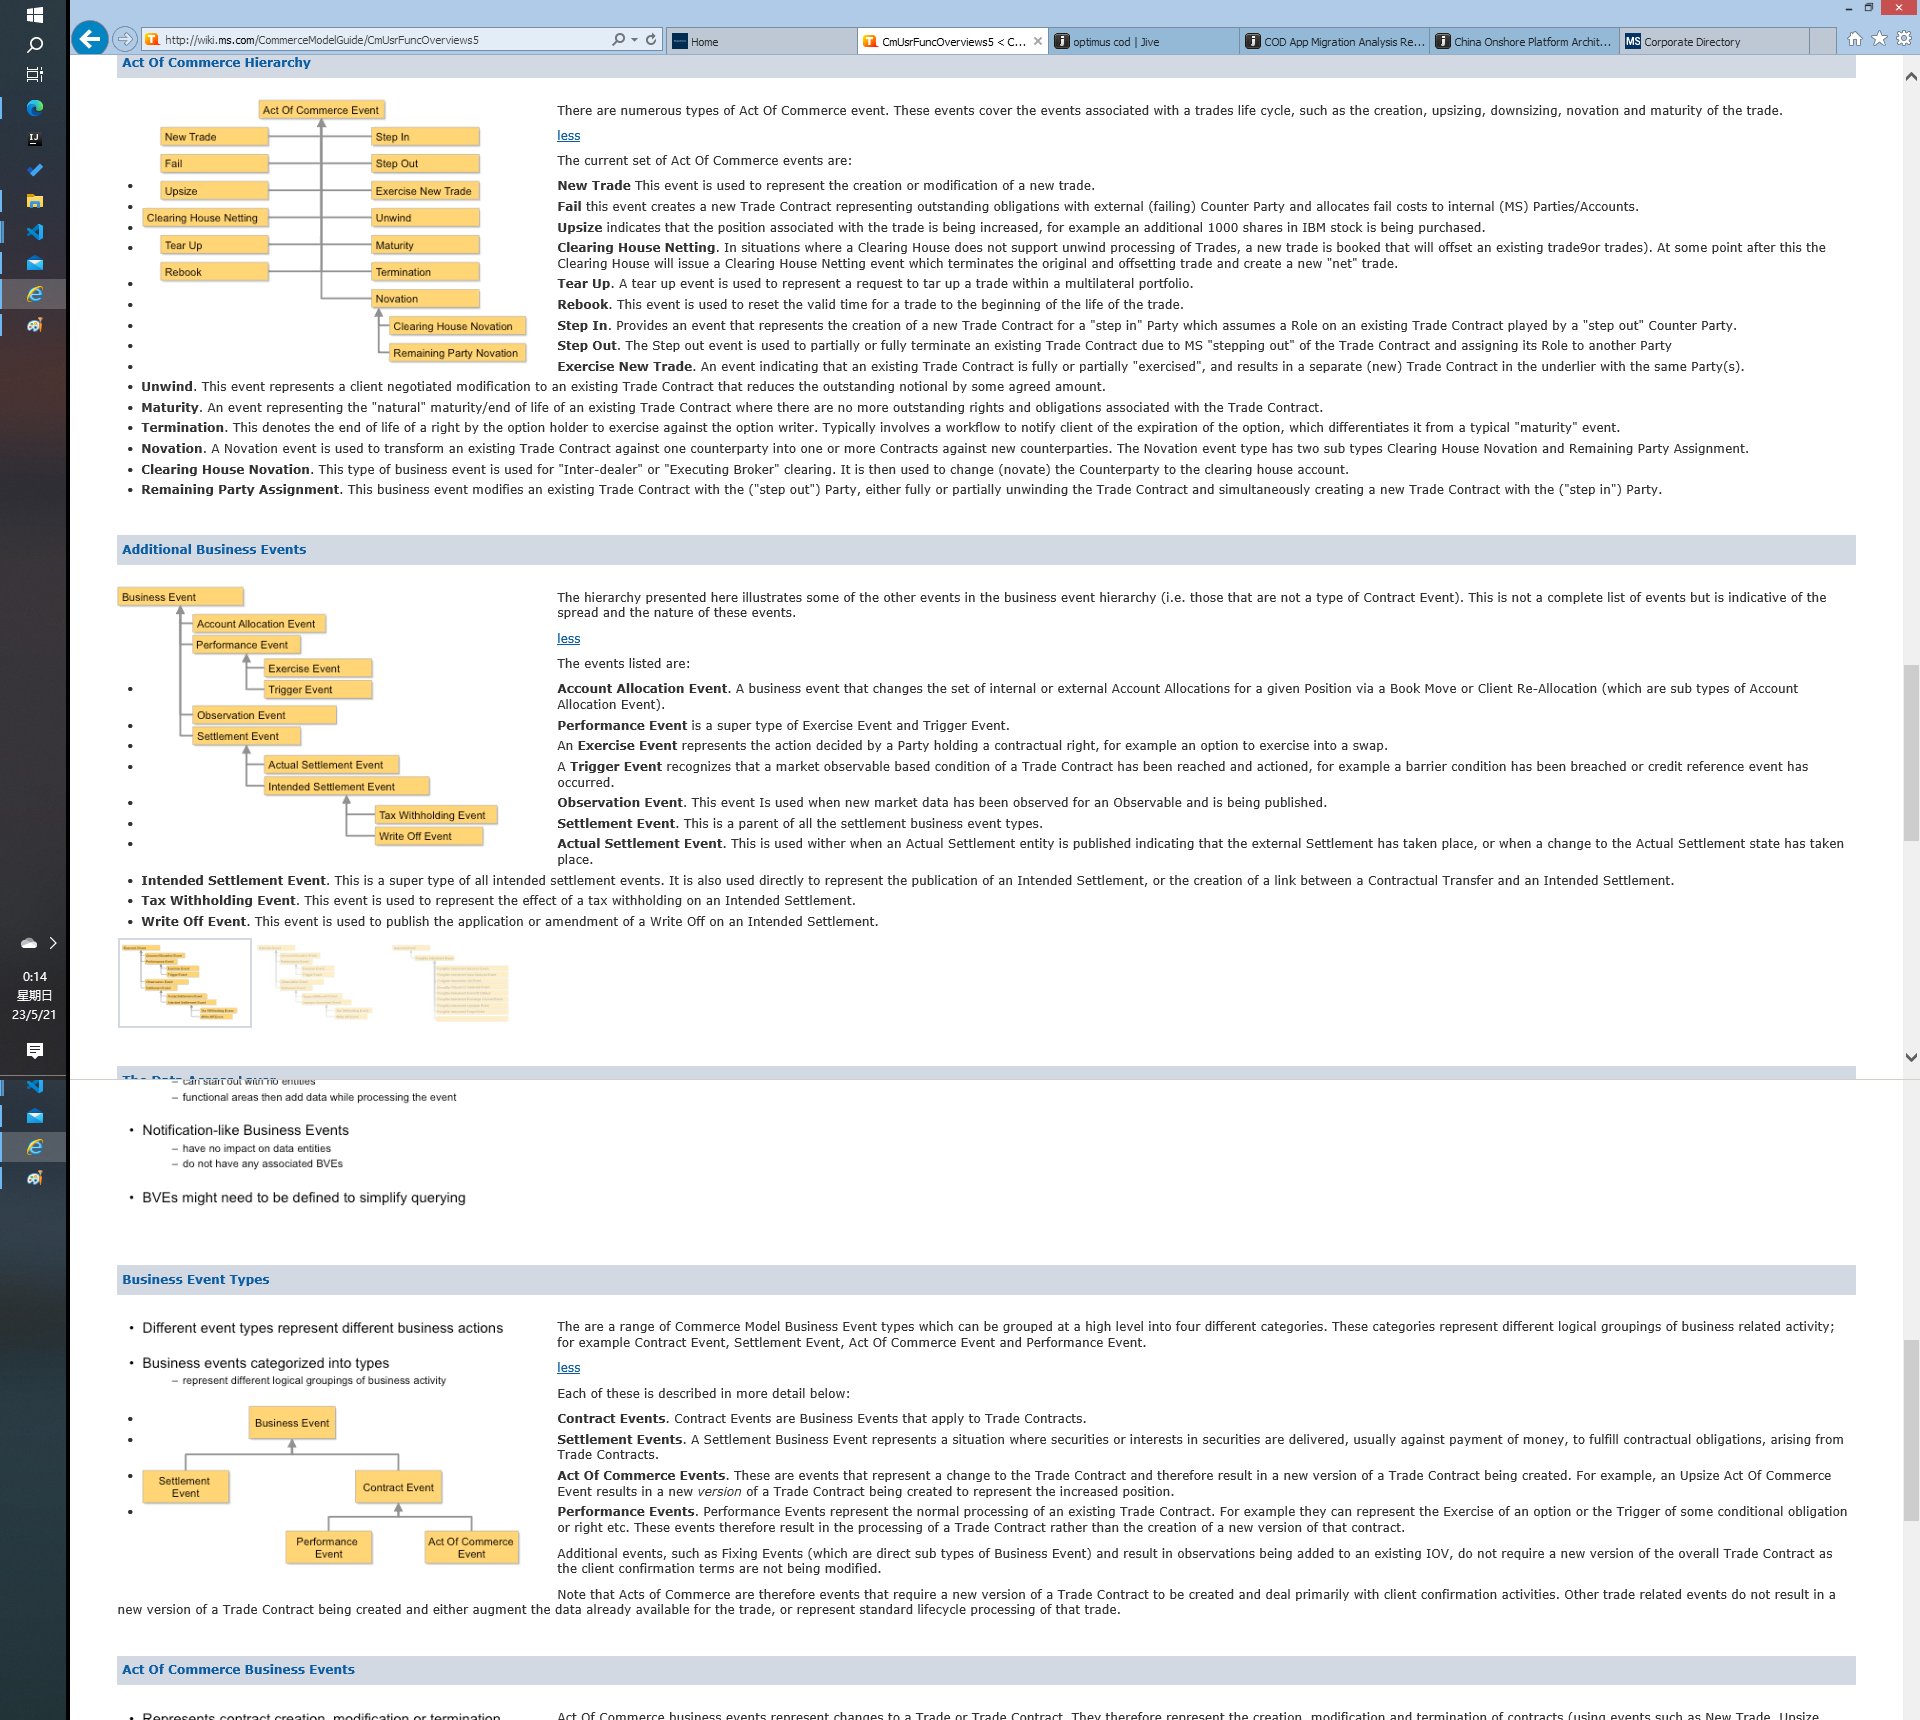 http://wiki.ms.com/CommerceModelGuide/CmUsrFuncOverviews5
Home
CmUsrFuncOverviews5 < C...
optimus cod | Jive
COD App Migration Analysis Re...
China Onshore Platform Archit...
MS Corporate Directory
Act Of Commerce Hierarchy
Act Of Commerce Event
New Trade
Step In
Fail
Step Out
Upsize
Exercise New Trade
Clearing House Netting
Unwind
Tear Up
Maturity
Rebook
Termination
Novation
Clearing House Novation
Remaining Party Novation
There are numerous types of Act Of Commerce event. These events cover the events associated with a trades life cycle, such as the creation, upsizing, downsizing, novation and maturity of the trade.
less
The current set of Act Of Commerce events are:
New Trade This event is used to represent the creation or modification of a new trade.
Fail this event creates a new Trade Contract representing outstanding obligations with external (failing) Counter Party and allocates fail costs to internal (MS) Parties/Accounts.
Upsize indicates that the position associated with the trade is being increased, for example an additional 1000 shares in IBM stock is being purchased.
Clearing House Netting. In situations where a Clearing House does not support unwind processing of Trades, a new trade is booked that will offset an existing trade9or trades). At some point after this the
Clearing House will issue a Clearing House Netting event which terminates the original and offsetting trade and create a new "net" trade.
Tear Up. A tear up event is used to represent a request to tar up a trade within a multilateral portfolio.
Rebook. This event is used to reset the valid time for a trade to the beginning of the life of the trade.
Step In. Provides an event that represents the creation of a new Trade Contract for a "step in" Party which assumes a Role on an existing Trade Contract played by a "step out" Counter Party.
Step Out. The Step out event is used to partially or fully terminate an existing Trade Contract due to MS "stepping out" of the Trade Contract and assigning its Role to another Party
Exercise New Trade. An event indicating that an existing Trade Contract is fully or partially "exercised", and results in a separate (new) Trade Contract in the underlier with the same Party(s).
• Unwind. This event represents a client negotiated modification to an existing Trade Contract that reduces the outstanding notional by some agreed amount.
• Maturity. An event representing the "natural" maturity/end of life of an existing Trade Contract where there are no more outstanding rights and obligations associated with the Trade Contract.
• Termination. This denotes the end of life of a right by the option holder to exercise against the option writer. Typically involves a workflow to notify client of the expiration of the option, which differentiates it from a typical "maturity" event.
• Novation. A Novation event is used to transform an existing Trade Contract against one counterparty into one or more Contracts against new counterparties. The Novation event type has two sub types Clearing House Novation and Remaining Party Assignment.
• Clearing House Novation. This type of business event is used for "Inter-dealer" or "Executing Broker" clearing. It is then used to change (novate) the Counterparty to the clearing house account.
• Remaining Party Assignment. This business event modifies an existing Trade Contract with the ("step out") Party, either fully or partially unwinding the Trade Contract and simultaneously creating a new Trade Contract with the ("step in") Party.
Additional Business Events
Business Event
Account Allocation Event
Performance Event
Exercise Event
Trigger Event
Observation Event
Settlement Event
Actual Settlement Event
Intended Settlement Event
Tax Withholding Event
Write Off Event
The hierarchy presented here illustrates some of the other events in the business event hierarchy (i.e. those that are not a type of Contract Event). This is not a complete list of events but is indicative of the
spread and the nature of these events.
less
The events listed are:
Account Allocation Event. A business event that changes the set of internal or external Account Allocations for a given Position via a Book Move or Client Re-Allocation (which are sub types of Account
Allocation Event).
Performance Event is a super type of Exercise Event and Trigger Event.
An Exercise Event represents the action decided by a Party holding a contractual right, for example an option to exercise into a swap.
A Trigger Event recognizes that a market observable based condition of a Trade Contract has been reached and actioned, for example a barrier condition has been breached or credit reference event has
occurred.
Observation Event. This event Is used when new market data has been observed for an Observable and is being published.
Settlement Event. This is a parent of all the settlement business event types.
Actual Settlement Event. This is used wither when an Actual Settlement entity is published indicating that the external Settlement has taken place, or when a change to the Actual Settlement state has taken
place.
• Intended Settlement Event. This is a super type of all intended settlement events. It is also used directly to represent the publication of an Intended Settlement, or the creation of a link between a Contractual Transfer and an Intended Settlement.
• Tax Withholding Event. This event is used to represent the effect of a tax withholding on an Intended Settlement.
• Write Off Event. This event is used to publish the application or amendment of a Write Off on an Intended Settlement.
0:14
星期日
23/5/21
– can start out with no entities
– functional areas then add data while processing the event
• Notification-like Business Events
– have no impact on data entities
– do not have any associated BVEs
• BVEs might need to be defined to simplify querying
Business Event Types
• Different event types represent different business actions
• Business events categorized into types
– represent different logical groupings of business activity
Business Event
Settlement Event
Contract Event
Performance Event
Act Of Commerce Event
The are a range of Commerce Model Business Event types which can be grouped at a high level into four different categories. These categories represent different logical groupings of business related activity;
for example Contract Event, Settlement Event, Act Of Commerce Event and Performance Event.
less
Each of these is described in more detail below:
Contract Events. Contract Events are Business Events that apply to Trade Contracts.
Settlement Events. A Settlement Business Event represents a situation where securities or interests in securities are delivered, usually against payment of money, to fulfill contractual obligations, arising from
Trade Contracts.
Act Of Commerce Events. These are events that represent a change to the Trade Contract and therefore result in a new version of a Trade Contract being created. For example, an Upsize Act Of Commerce
Event results in a new version of a Trade Contract being created to represent the increased position.
Performance Events. Performance Events represent the normal processing of an existing Trade Contract. For example they can represent the Exercise of an option or the Trigger of some conditional obligation
or right etc. These events therefore result in the processing of a Trade Contract rather than the creation of a new version of that contract.
Additional events, such as Fixing Events (which are direct sub types of Business Event) and result in observations being added to an existing IOV, do not require a new version of the overall Trade Contract as
the client confirmation terms are not being modified.
Note that Acts of Commerce are therefore events that require a new version of a Trade Contract to be created and deal primarily with client confirmation activities. Other trade related events do not result in a
new version of a Trade Contract being created and either augment the data already available for the trade, or represent standard lifecycle processing of that trade.
Act Of Commerce Business Events
• Represents contract creation, modification or termination
Act Of Commerce business events represent changes to a Trade or Trade Contract. They therefore represent the creation, modification and termination of contracts (using events such as New Trade, Upsize,